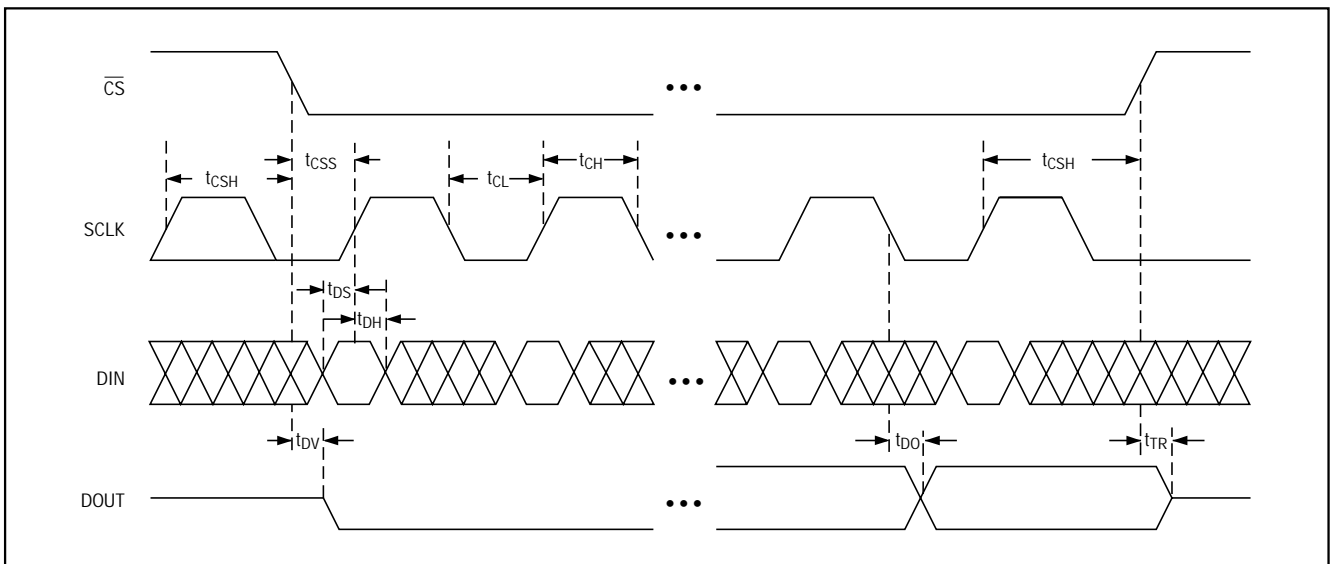 CS
tCSS
tCH
tCSH
tCL
tCSH
SCLK
tDS
tDH
DIN
tDV
tDO
tTR
DOUT